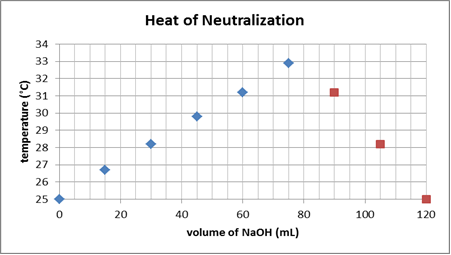 Heat of Neutralization
34
33
32
31
30
29
28
27
26
25
temperature (°C)
0 20 40 60 80 100 120
volume of NaOH (mL)